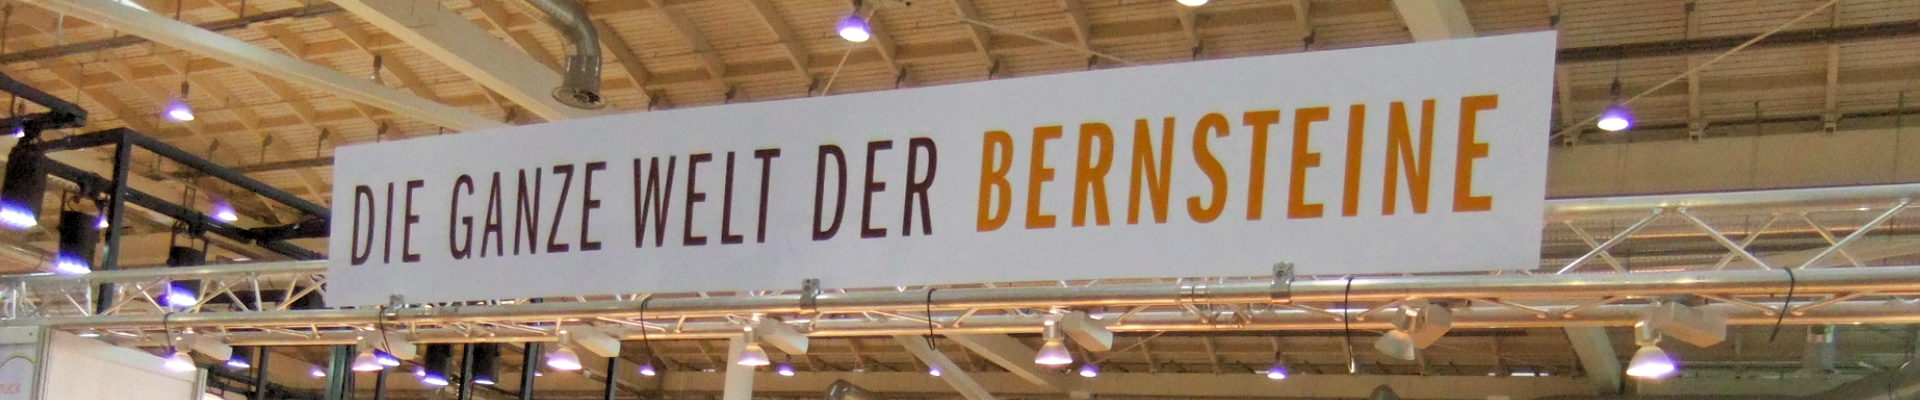 DIE GANZE WELT DER BERNSTEINE